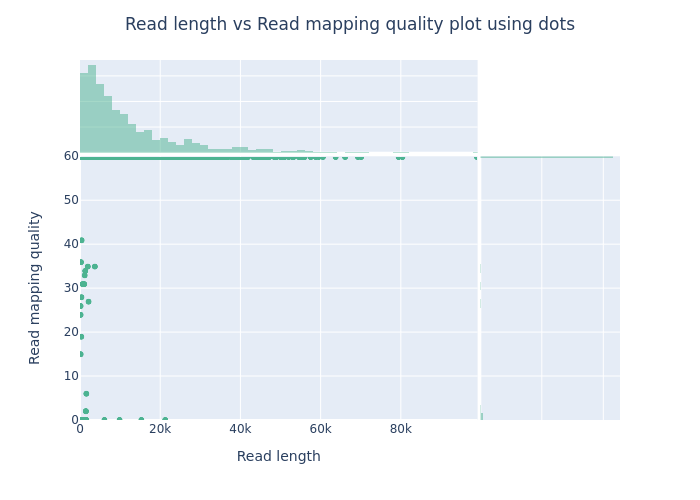 Read length vs Read mapping quality plot using dots
60
50
40
30
20
10
0
Read mapping quality
0 20k 40k 60k 80k
Read length